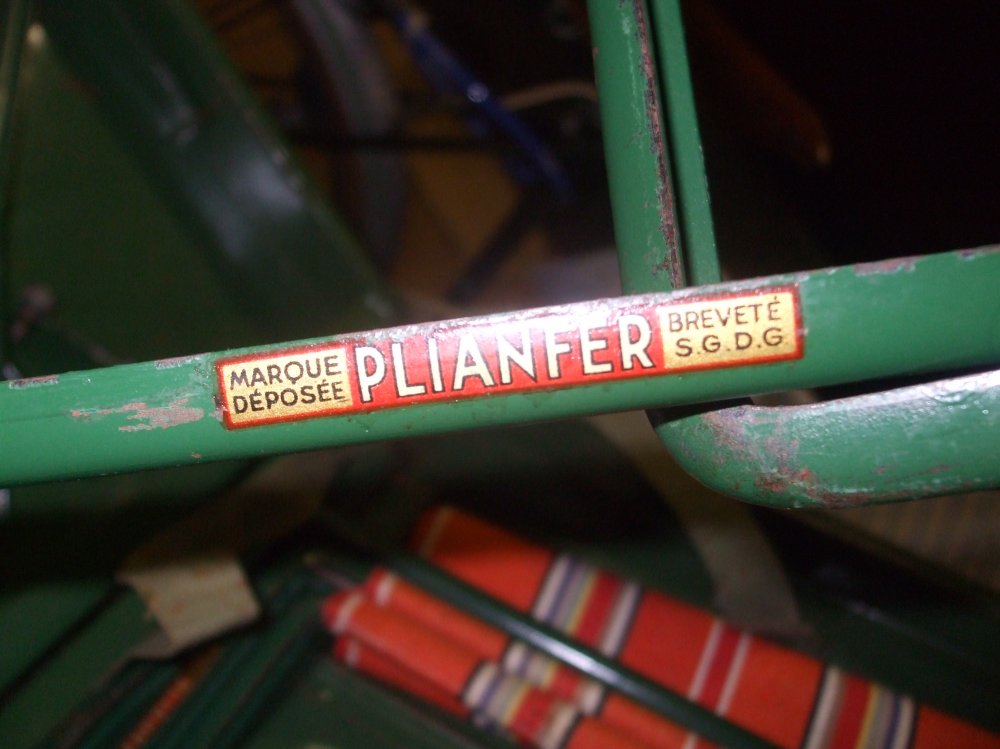 MARQUE
DÉPOSÉE
PLIANFER
BREVETÉ
S.G.D.G